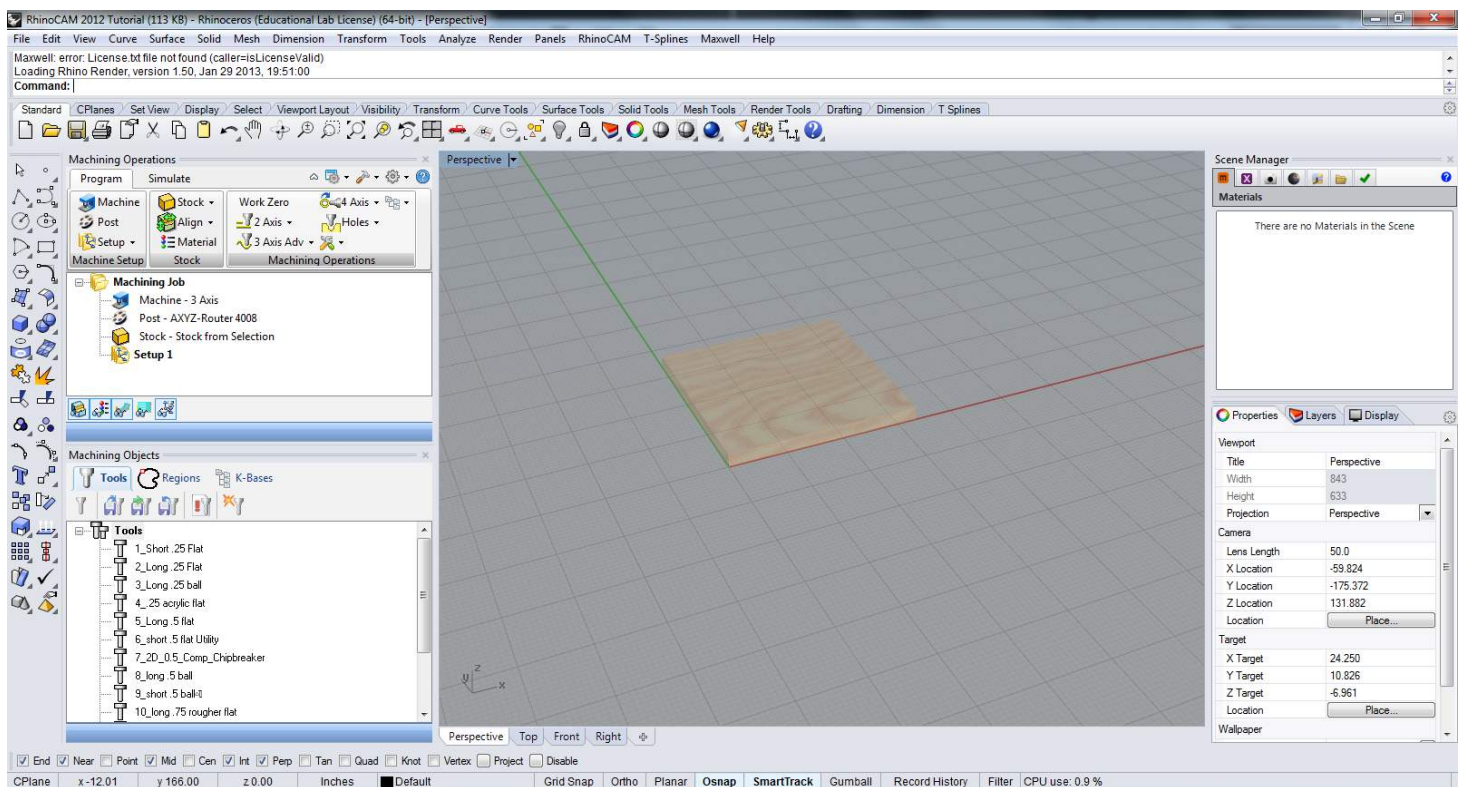 RhinoCAM 2012 Tutorial (113 KB) - Rhinoceros (Educational Lab License) (64-bit) - [Perspective]
File Edit View Curve Surface Solid Mesh Dimension Transform Tools Analyze Render Panels RhinoCAM T-Splines Maxwell Help
Maxwell: error: License.txt file not found (caller=isLicenseValid)
Loading Rhino Render, version 1.50, Jan 29 2013, 19:51:00
Command:
Standard CPlanes Set View Display Select Viewport Layout Visibility Transform Curve Tools Surface Tools Solid Tools Mesh Tools Render Tools Drafting Dimension T Splines
Machining Operations
Program Simulate
Machine Stock Work Zero 4 Axis
Post Align 2 Axis Holes
Setup Material 3 Axis Adv
Machine Setup Stock Machining Operations
Machining Job
Machine - 3 Axis
Post - AXYZ-Router 4008
Stock - Stock from Selection
Setup 1
Machining Objects
Tools Regions K-Bases
Tools
1_Short .25 Flat
2_Long .25 Flat
3_Long .25 ball
4_.25 acrylic flat
5_Long .5 flat
6_short .5 flat Utility
7_2D_0.5_Comp_Chipbreaker
8_long .5 ball
9_short .5 ball
10_long .75 rougher flat
Perspective
z
y
x
Perspective Top Front Right
Scene Manager
Materials
There are no Materials in the Scene
Properties Layers Display
Viewport
Title Perspective
Width 843
Height 633
Projection Perspective
Camera
Lens Length 50.0
X Location -59.824
Y Location -175.372
Z Location 131.882
Location Place...
Target
X Target 24.250
Y Target 10.826
Z Target -6.961
Location Place...
Wallpaper
End Near Point Mid Cen Int Perp Tan Quad Knot Vertex Project Disable
CPlane x -12.01 y 166.00 z 0.00 Inches Default Grid Snap Ortho Planar Osnap SmartTrack Gumball Record History Filter CPU use: 0.9 %